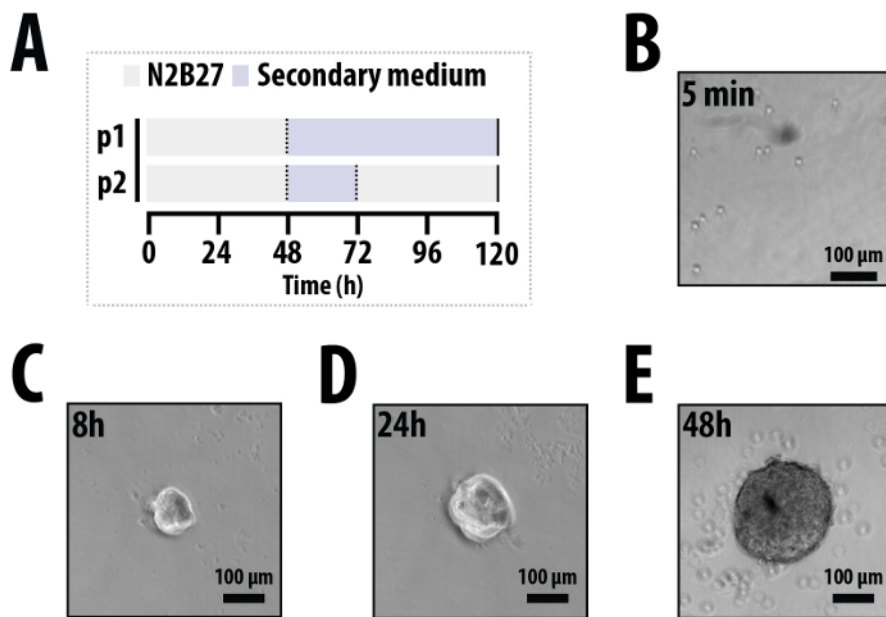 A
N2B27 Secondary medium
p1
p2
0 24 48 72 96 120
Time (h)
B
5 min
100 µm
C
8h
100 µm
D
24h
100 µm
E
48h
100 µm